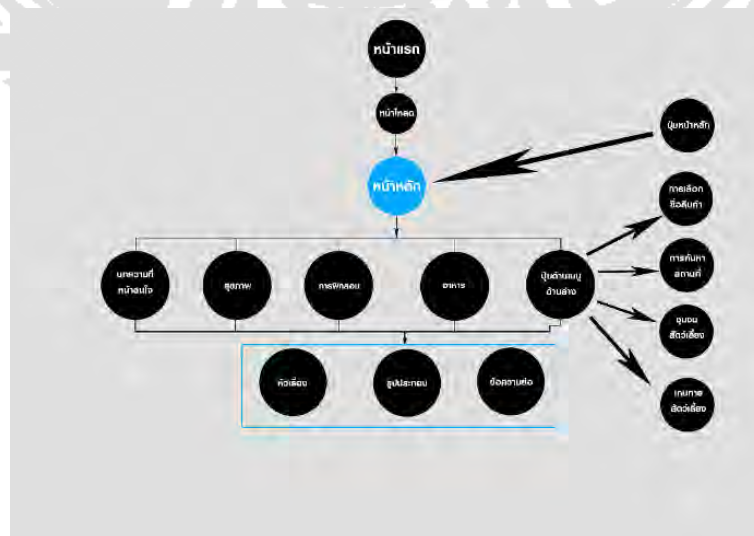 หน้าแรก
หน้าโหลด
ปุ่มหน้าหลัก
หน้าหลัก
การเลือก
ซื้อสินค้า
การค้นหา
สถานที่
บทความที่
หน้าสนใจ
สุขภาพ
การฝึกสอน
อาหาร
ปุ่มด้านเมนู
ด้านล่าง
ชุมชน
สัตว์เลี้ยง
หัวเรื่อง
รูปประกอบ
ข้อความย่อ
เกมทาย
สัตว์เลี้ยง